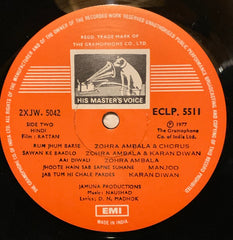 REGD. TRADE MARK OF
THE GRAMOPHONE CO. LTD.
HIS MASTER'S VOICE
2XJW. 5042
ECLP. 5511
SIDE TWO
HINDI
Film: RATTAN
℗ 1977
The Gramophone
Co. of India Ltd.
RUM JHUM BARSE ZOHRA AMBALA & CHORUS
SAWAN KE BAADLO ZOHRA AMBALA & KARAN DIWAN
AAI DIWALI ZOHRA AMBALA
JHOOTE HAIN SAB SAPNE SUHANE MANJOO
JAB TUM HI CHALE PARDES KARAN DIWAN
JAMUNA PRODUCTIONS
Music: NAUSHAD
Lyrics: D. N. MADHOK
EMI
MADE IN INDIA